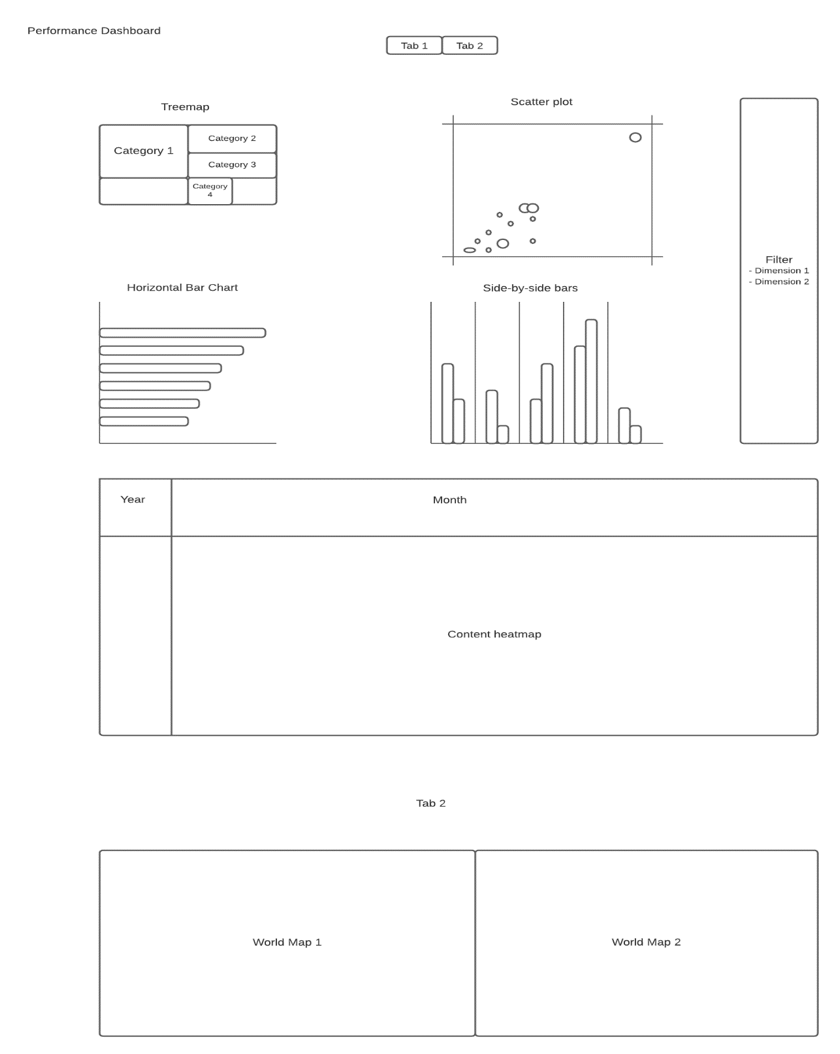 Performance Dashboard
Tab 1
Tab 2
Treemap
Category 1
Category 2
Category 3
Category
4
Scatter plot
Filter
- Dimension 1
- Dimension 2
Horizontal Bar Chart
Side-by-side bars
Year
Month
Content heatmap
Tab 2
World Map 1
World Map 2